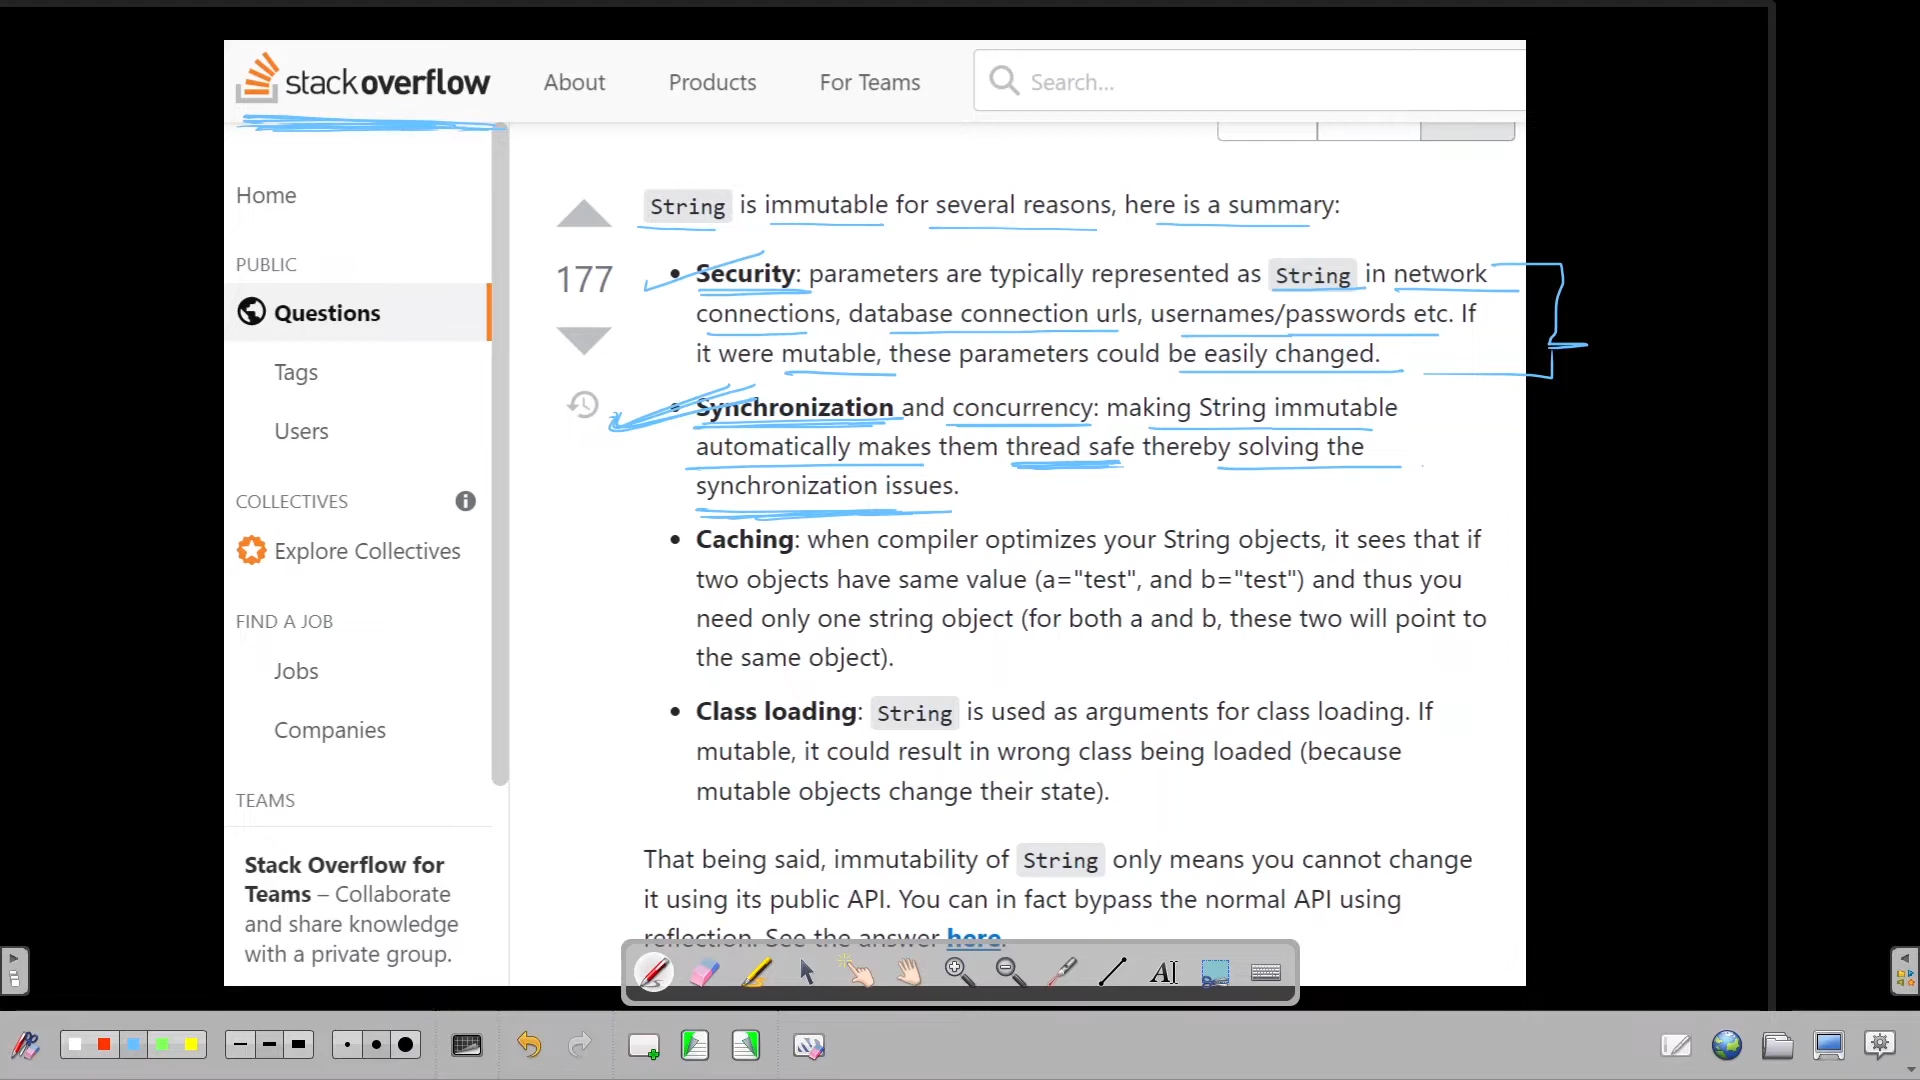 stackoverflow
About
Products
For Teams
Search...
Home
PUBLIC
Questions
Tags
Users
COLLECTIVES
Explore Collectives
FIND A JOB
Jobs
Companies
TEAMS
Stack Overflow for
Teams – Collaborate
and share knowledge
with a private group.
177
String is immutable for several reasons, here is a summary:
• Security: parameters are typically represented as String in network
connections, database connection urls, usernames/passwords etc. If
it were mutable, these parameters could be easily changed.
• Synchronization and concurrency: making String immutable
automatically makes them thread safe thereby solving the
synchronization issues.
• Caching: when compiler optimizes your String objects, it sees that if
two objects have same value (a="test", and b="test") and thus you
need only one string object (for both a and b, these two will point to
the same object).
• Class loading: String is used as arguments for class loading. If
mutable, it could result in wrong class being loaded (because
mutable objects change their state).
That being said, immutability of String only means you cannot change
it using its public API. You can in fact bypass the normal API using
reflection. See the answer here.
AI